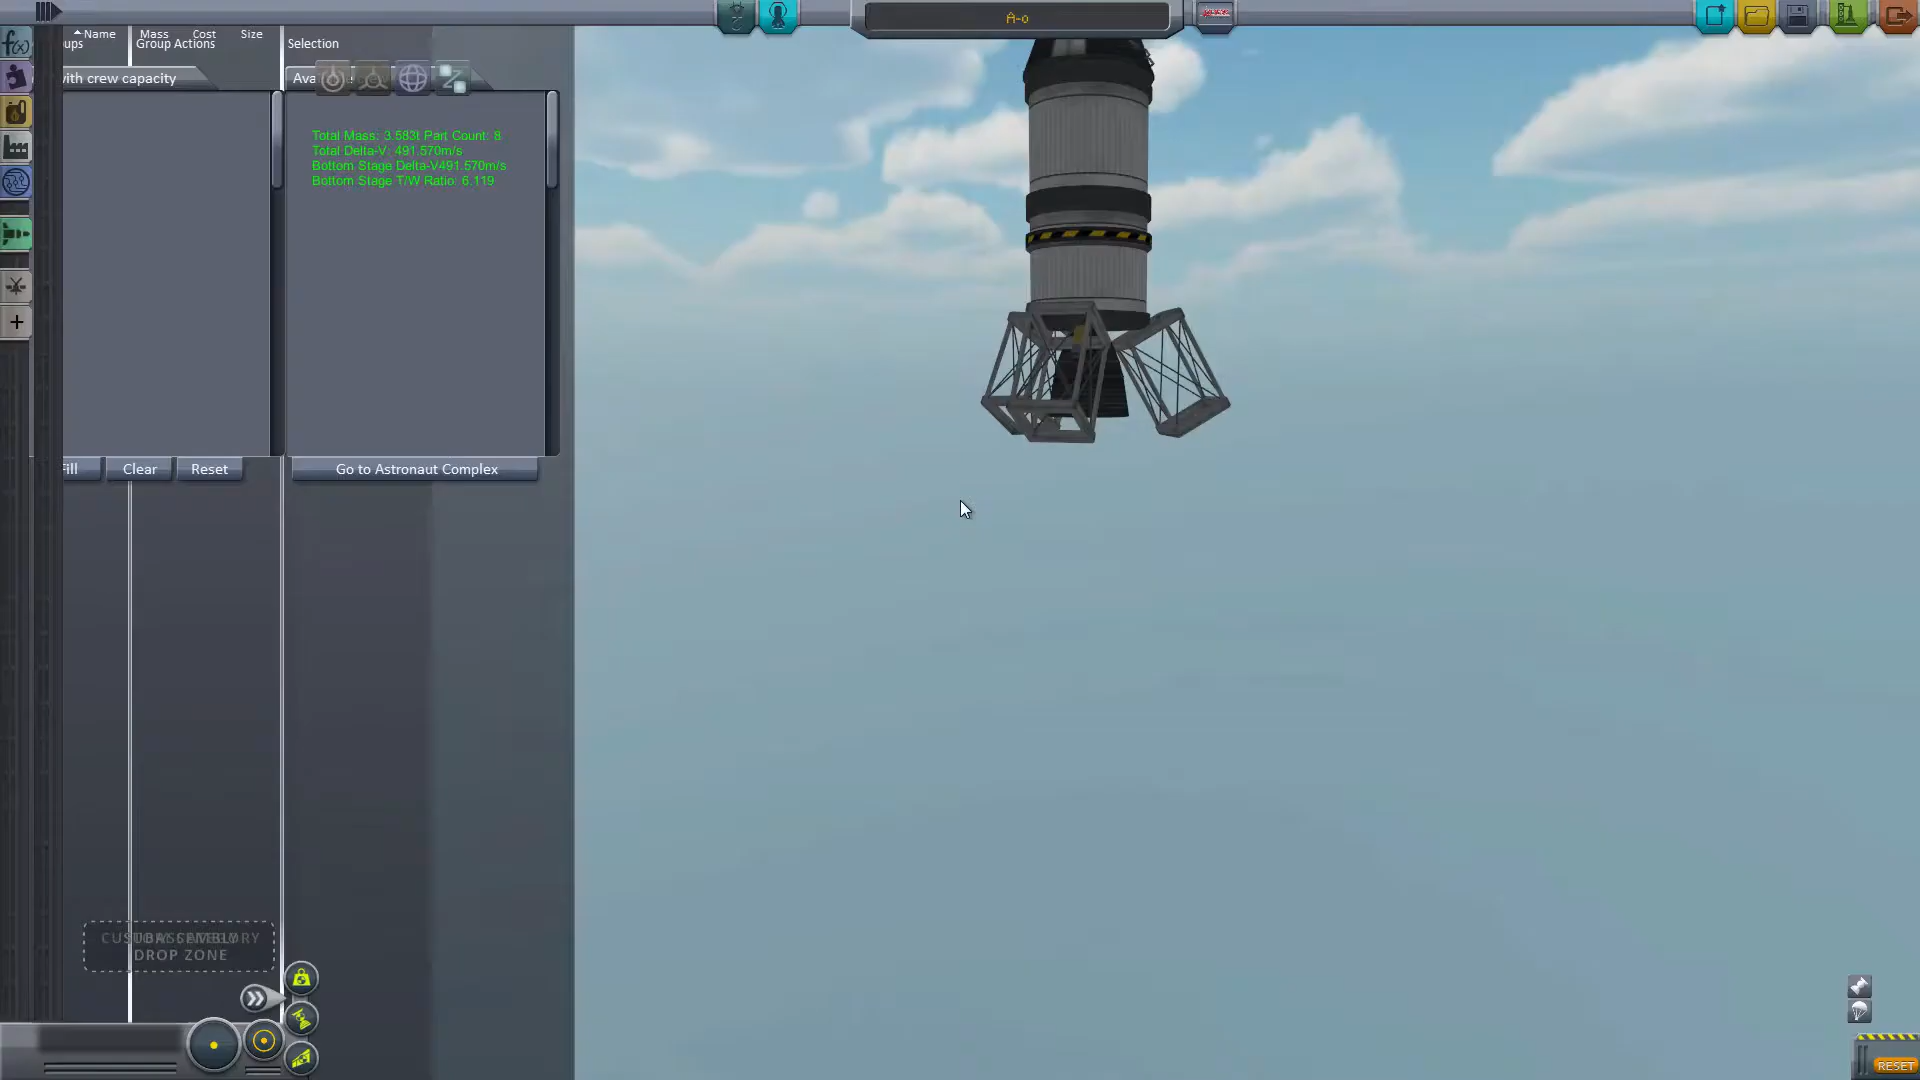 A-o
Name Mass Cost Size
ups Group Actions Selection
with crew capacity Ava
Total Mass: 3.583t Part Count: 8
Total Delta-V: 491.570m/s
Bottom Stage Delta-V491.570m/s
Bottom Stage T/W Ratio: 6.119
Fill Clear Reset Go to Astronaut Complex
DROP ZONE
RESET